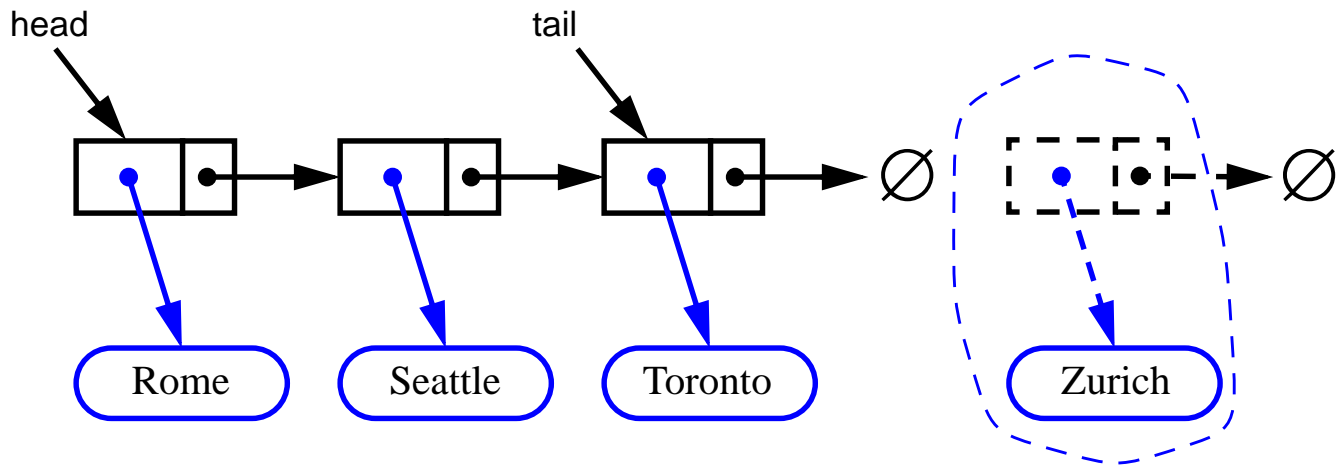 head
tail
∅
∅
Rome
Seattle
Toronto
Zurich